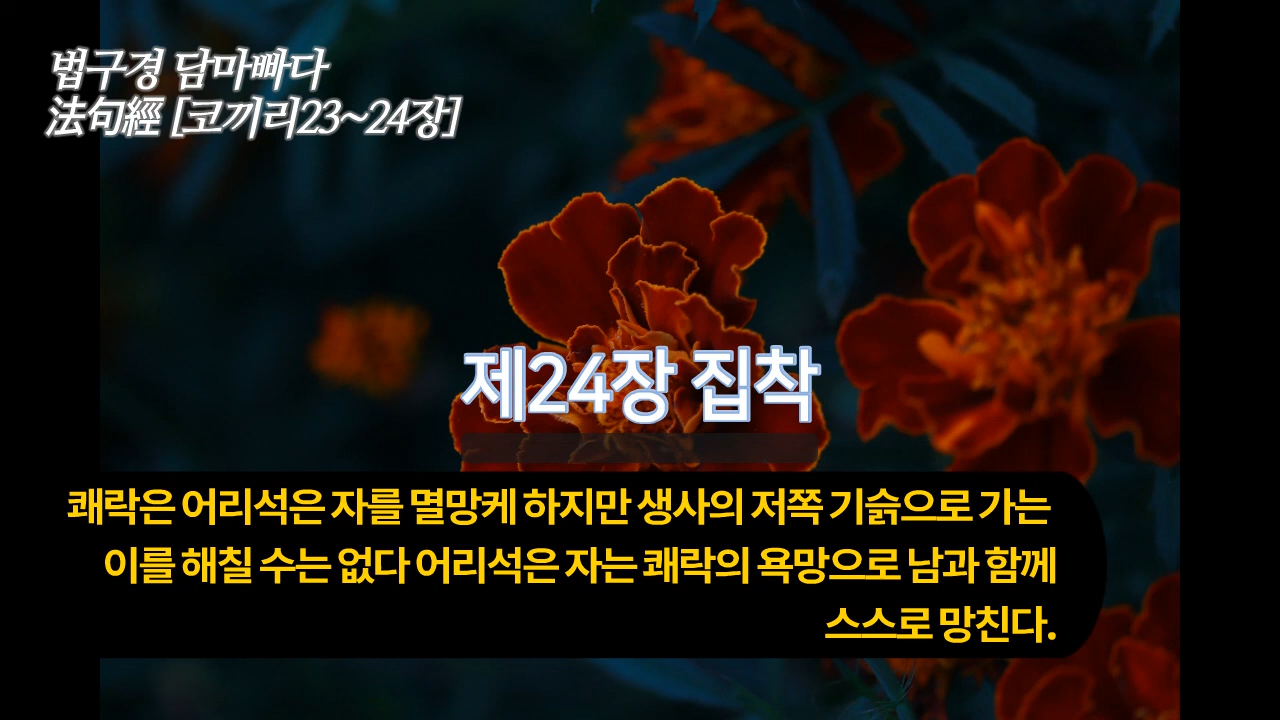 법구경 담마빠다
法句經 [코끼리23~24장]
제24장 집착
쾌락은 어리석은 자를 멸망케 하지만 생사의 저쪽 기슭으로 가는
이를 해칠 수는 없다 어리석은 자는 쾌락의 욕망으로 남과 함께
스스로 망친다.